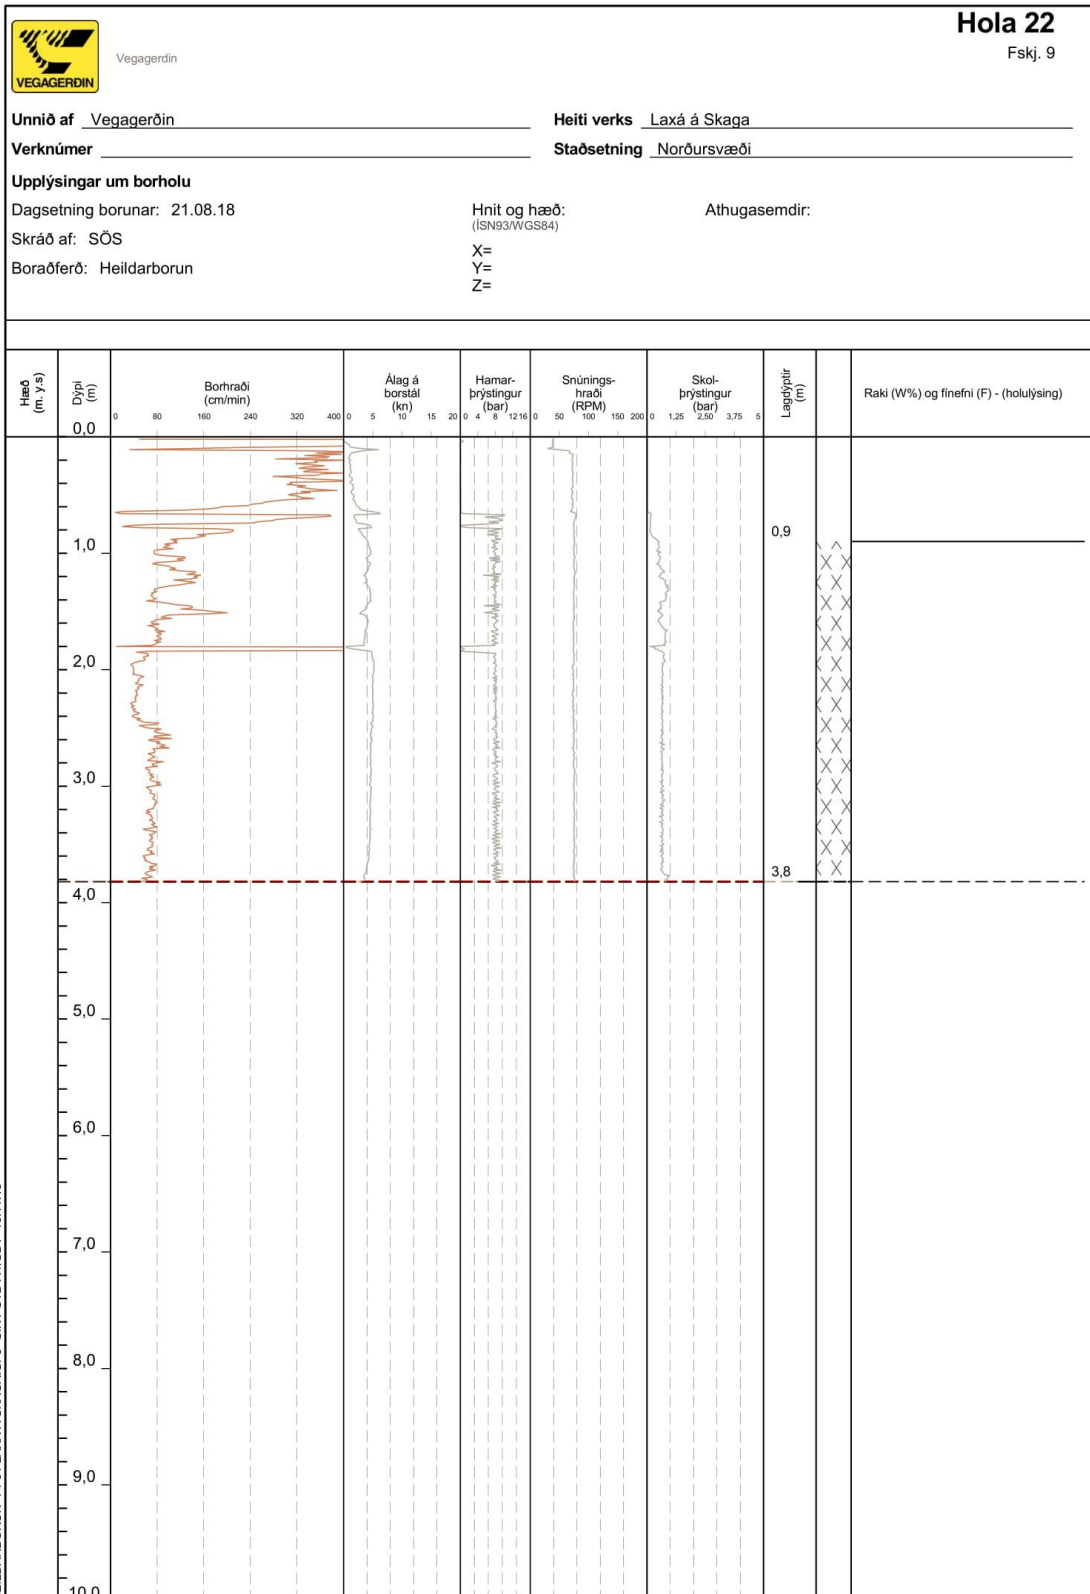 Hola 22
Fskj. 9
VEGAGERÐIN
Vegagerdin
Unnið af Vegagerðin
Heiti verks Laxá á Skaga
Verknúmer
Staðsetning Norðursvæði
Upplýsingar um borholu
Dagsetning borunar: 21.08.18
Hnit og hæð:
(ÍSN93/WGS84)
Athugasemdir:
Skráð af: SÖS
Boraðferð: Heildarborun
X=
Y=
Z=
Hæð
(m. y.s)
Dýpi
(m)
Borhraði
(cm/min)
0 80 160 240 320 400
Álag á
borstál
(kn)
0 5 10 15 20
Hamar-
þrýstingur
(bar)
0 4 8 12 16
Snúnings-
hraði
(RPM)
0 50 100 150 200
Skol-
þrýstingur
(bar)
0 1,25 2,50 3,75 5
Lagdýptir
(m)
Raki (W%) og fínefni (F) - (holulýsing)
0,0
0,9
1,0
2,0
3,0
3,8
4,0
5,0
6,0
7,0
8,0
9,0
10,0